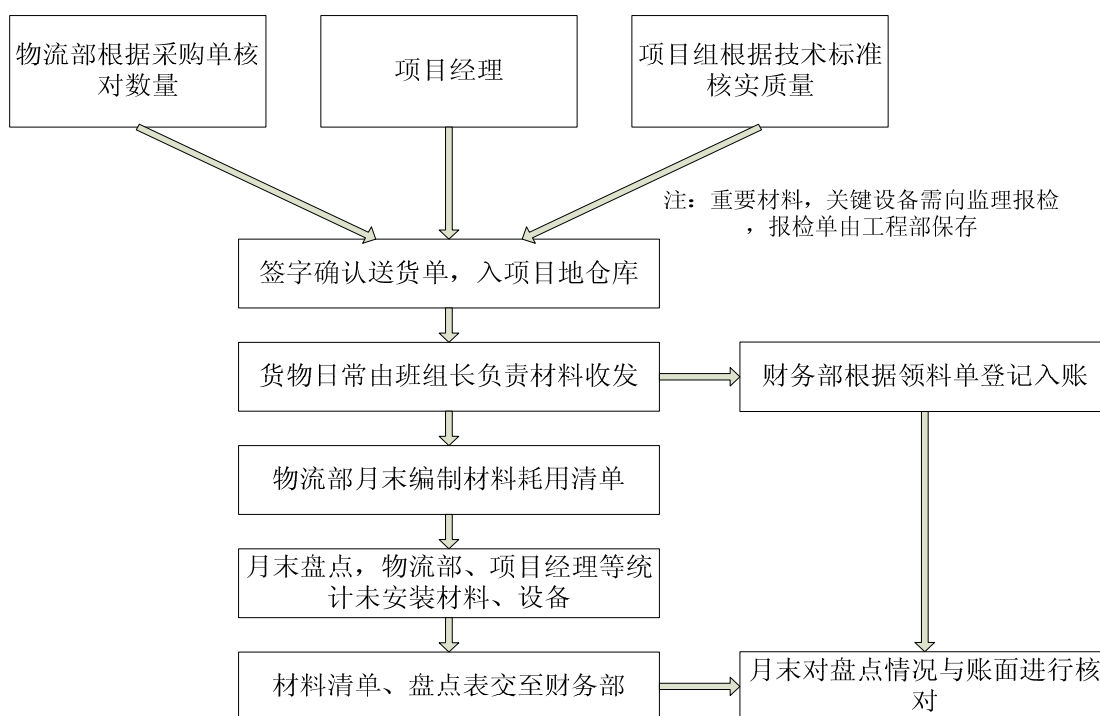 物流部根据采购单核
对数量
项目经理
项目组根据技术标准
核实质量
注：重要材料，关键设备需向监理报检
，报检单由工程部保存
签字确认送货单，入项目地仓库
货物日常由班组长负责材料收发
财务部根据领料单登记入账
物流部月末编制材料耗用清单
月末盘点，物流部、项目经理等统
计未安装材料、设备
材料清单、盘点表交至财务部
月末对盘点情况与账面进行核
对